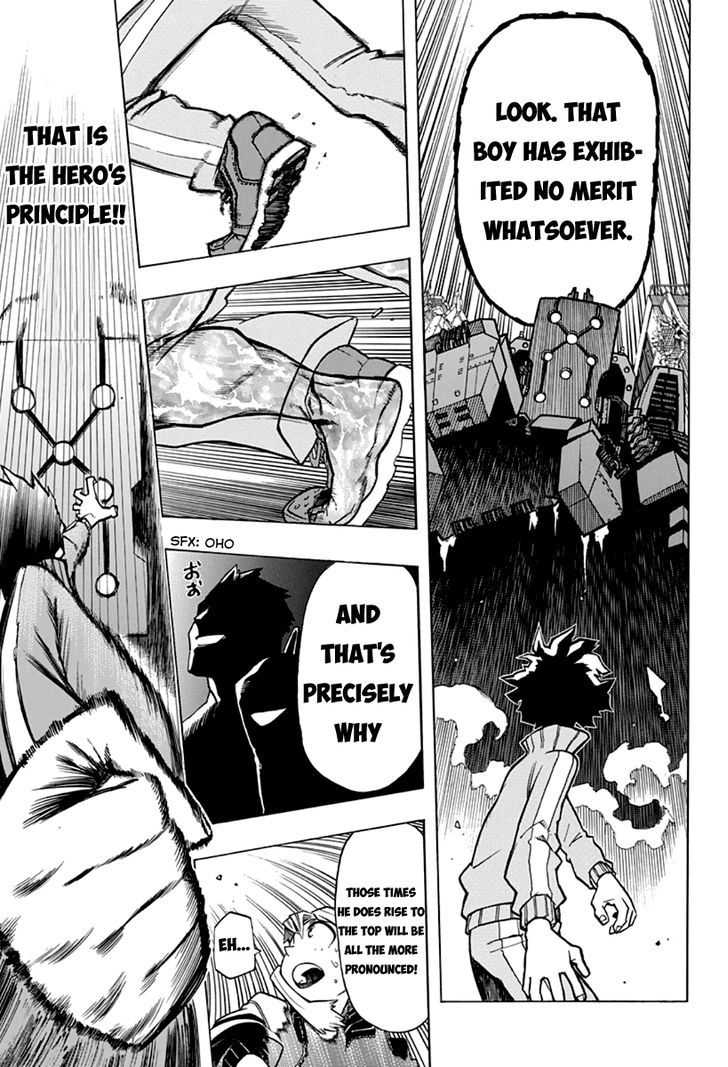 LOOK. THAT
BOY HAS EXHIB-
ITED NO MERIT
WHATSOEVER.
SFX: OHO
おお
AND
THAT'S
PRECISELY
WHY
THOSE TIMES
HE DOES RISE TO
THE TOP WILL BE
ALL THE MORE
PRONOUNCED!
EH...
THAT IS
THE HERO'S
PRINCIPLE!!